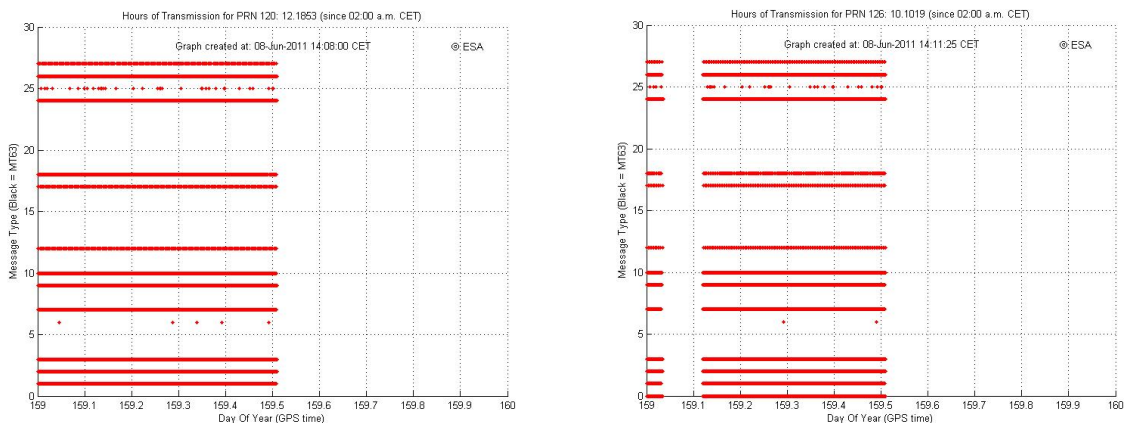 Hours of Transmission for PRN 120: 12.1853 (since 02:00 a.m. CET)
Graph created at: 08-Jun-2011 14:08:00 CET
© ESA
Message Type (Black = MT63)
30
25
20
15
10
5
0
159 159.1 159.2 159.3 159.4 159.5 159.6 159.7 159.8 159.9 160
Day Of Year (GPS time)
Hours of Transmission for PRN 126: 10.1019 (since 02:00 a.m. CET)
Graph created at: 08-Jun-2011 14:11:25 CET
© ESA
Message Type (Black = MT63)
30
25
20
15
10
5
0
159 159.1 159.2 159.3 159.4 159.5 159.6 159.7 159.8 159.9 160
Day Of Year (GPS time)